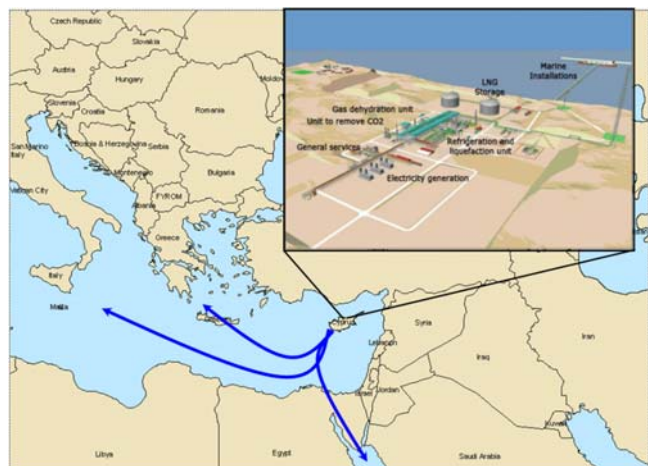 Czech Republic
Slovakia
Austria
Hungary
Moldov
Slovenia
Croatia
Romania
San Marino
Italy
Bosnia & Herzegovina
Serbia
Montenegro
Bulgaria
Vatican City
FYROM
Albania
Greece
Italy
Malta
Cyprus
Syria
Lebanon
Iraq
Iran
Israel
Jordan
Kuwait
Libya
Egypt
Saudi Arabia
Marine
Installations
LNG
Storage
Gas dehydration unit
Unit to remove CO2
General services
Refrigeration and
liquefaction unit
Electricity generation